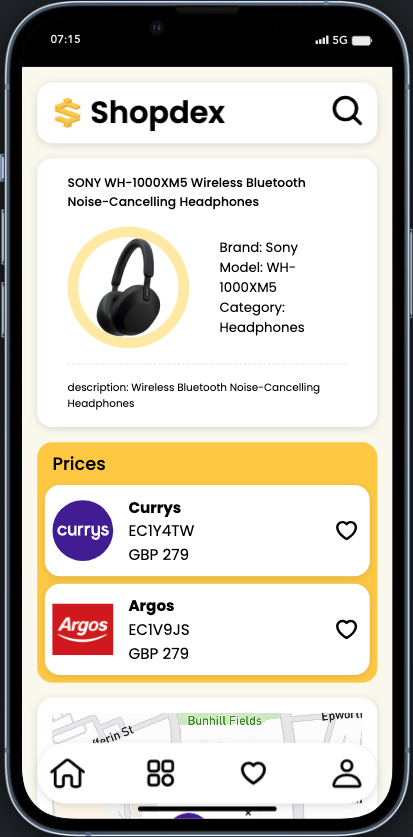 07:15
5G
Shopdex
SONY WH-1000XM5 Wireless Bluetooth
Noise-Cancelling Headphones
Brand: Sony
Model: WH-
1000XM5
Category:
Headphones
description: Wireless Bluetooth Noise-Cancelling
Headphones
Prices
currys
Currys
EC1Y4TW
GBP 279
Argos
Argos
EC1V9JS
GBP 279
Bunhill Fields
fferin St